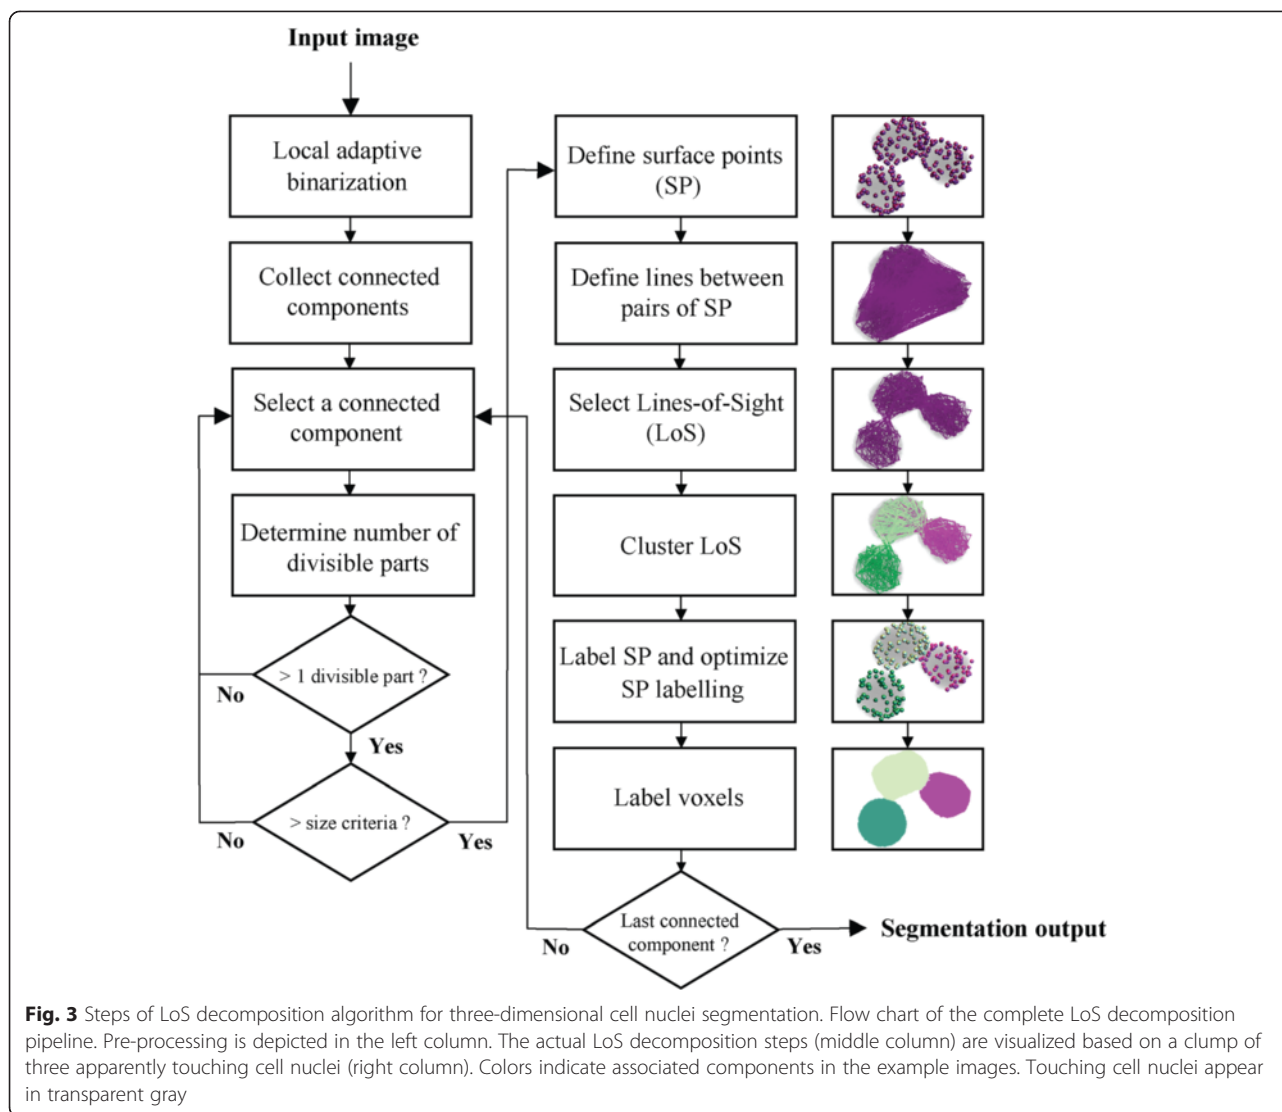 Input image
Local adaptive
binarization
Collect connected
components
Select a connected
component
Determine number of
divisible parts
> 1 divisible part ?
No
Yes
> size criteria ?
No
Yes
Define surface points
(SP)
Define lines between
pairs of SP
Select Lines-of-Sight
(LoS)
Cluster LoS
Label SP and optimize
SP labelling
Label voxels
Last connected
component ?
No
Yes
Segmentation output
Fig. 3 Steps of LoS decomposition algorithm for three-dimensional cell nuclei segmentation. Flow chart of the complete LoS decomposition
pipeline. Pre-processing is depicted in the left column. The actual LoS decomposition steps (middle column) are visualized based on a clump of
three apparently touching cell nuclei (right column). Colors indicate associated components in the example images. Touching cell nuclei appear
in transparent gray